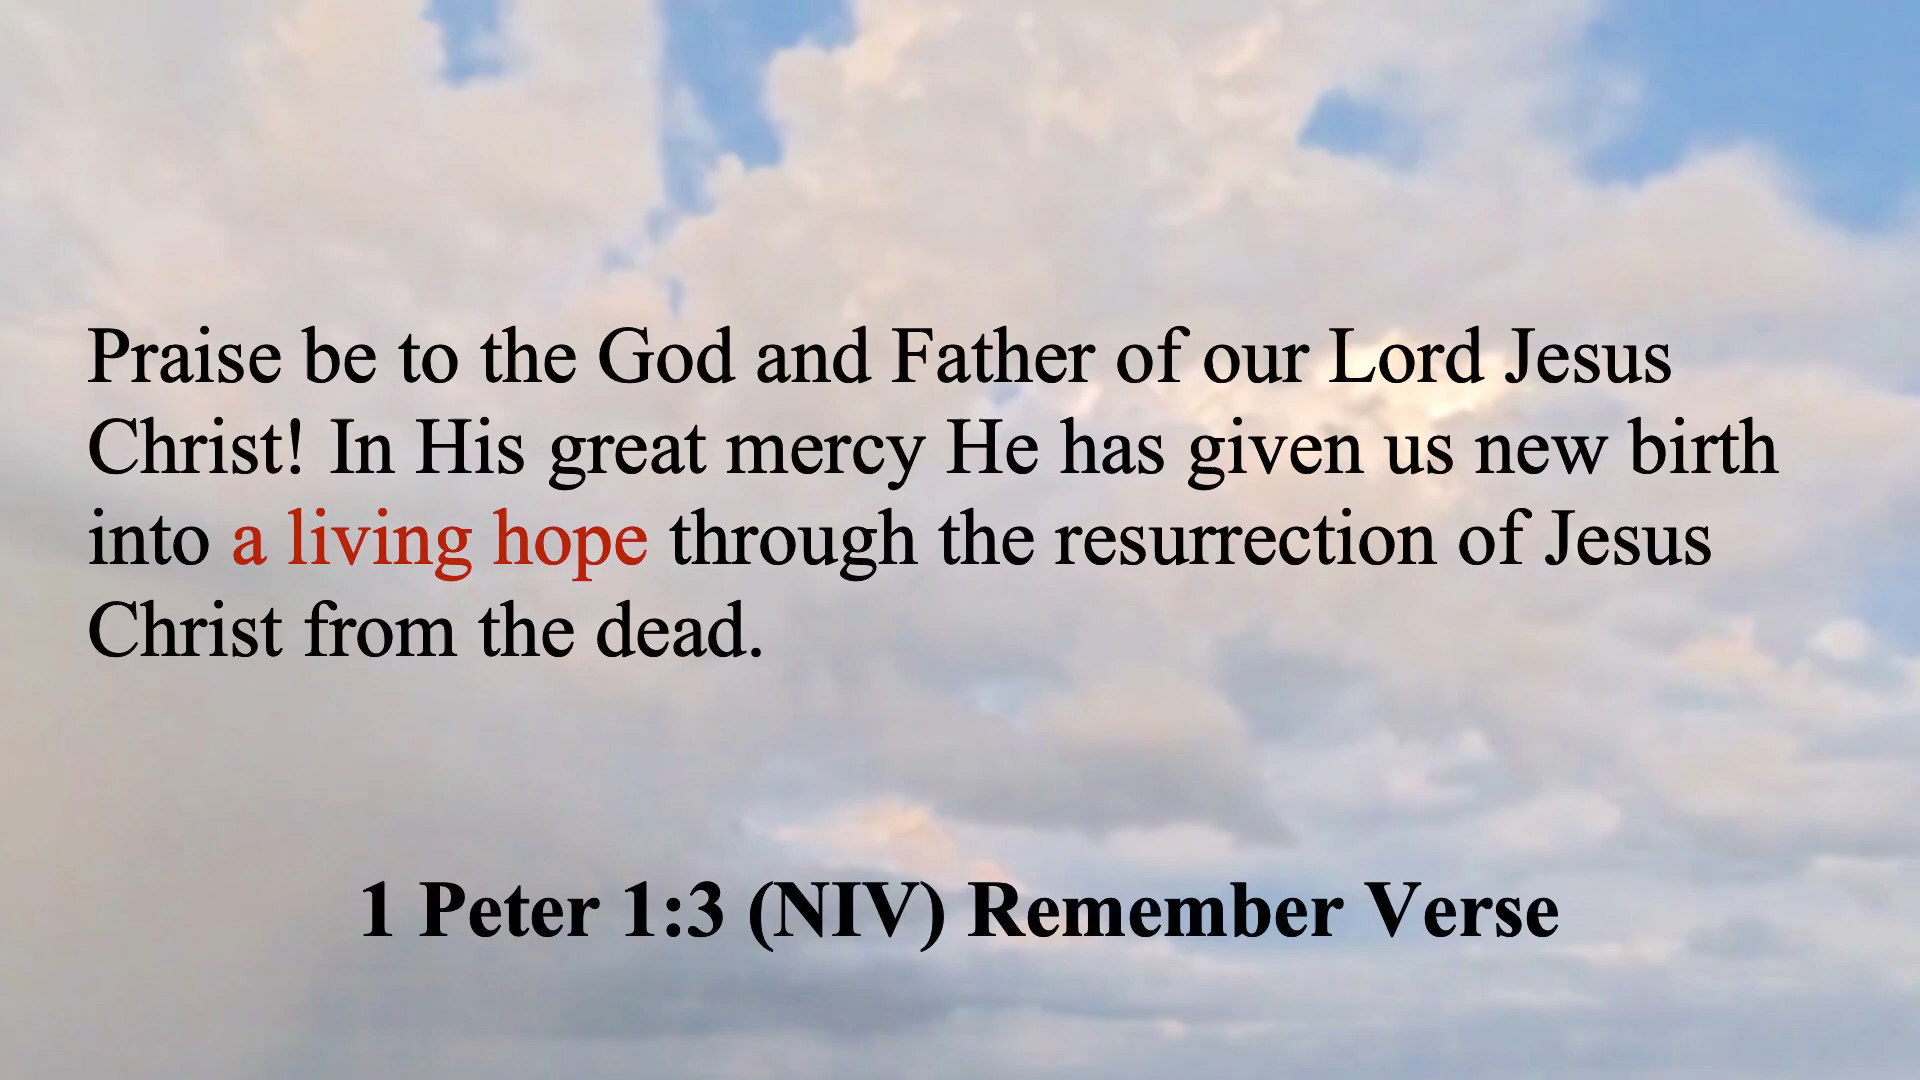 Praise be to the God and Father of our Lord Jesus
Christ! In His great mercy He has given us new birth
into a living hope through the resurrection of Jesus
Christ from the dead.
1 Peter 1:3 (NIV) Remember Verse